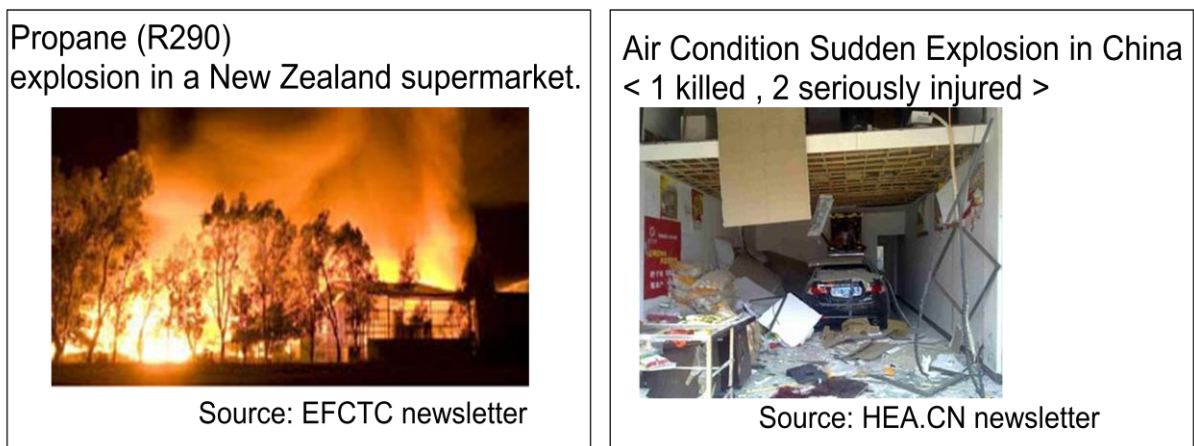 Propane (R290)
explosion in a New Zealand supermarket.
Source: EFCTC newsletter
Air Condition Sudden Explosion in China
< 1 killed , 2 seriously injured >
Source: HEA.CN newsletter